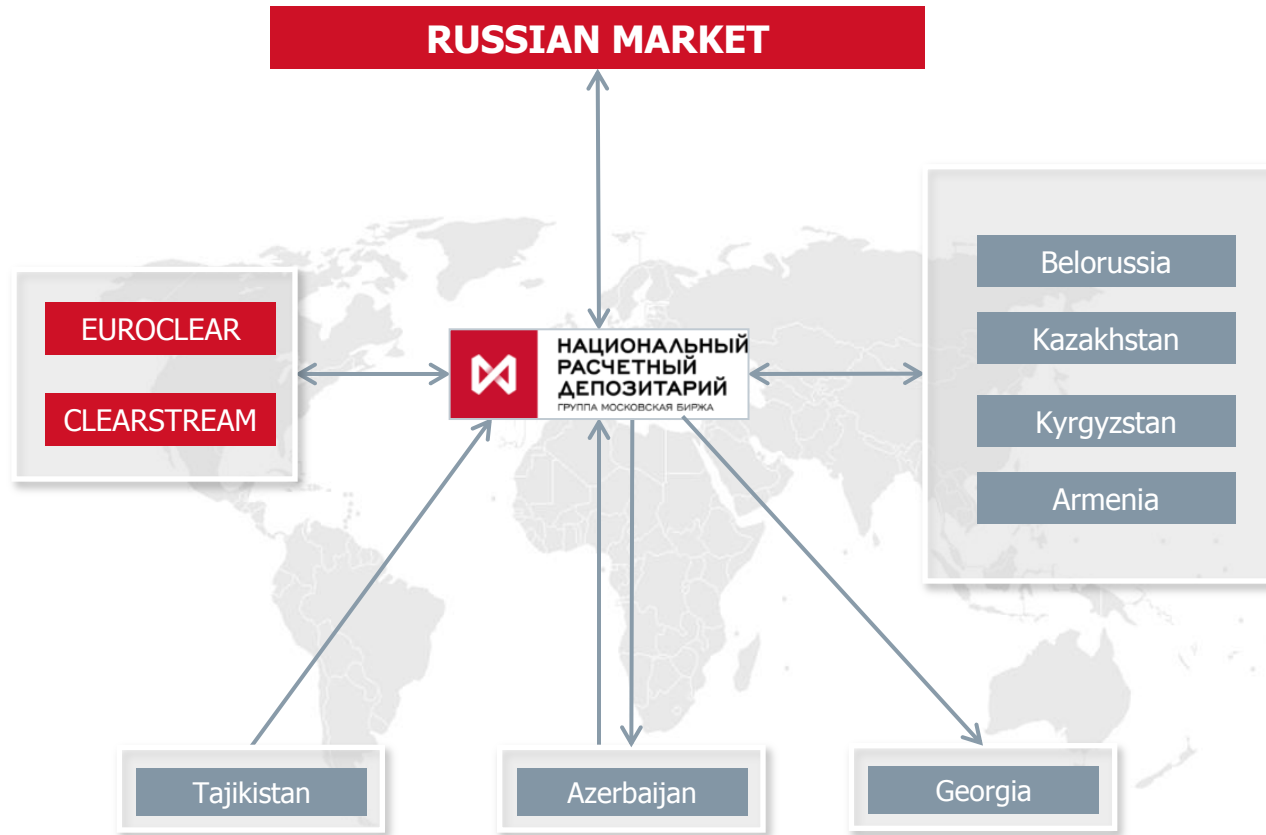 RUSSIAN MARKET
EUROCLEAR
CLEARSTREAM
НАЦИОНАЛЬНЫЙ
РАСЧЕТНЫЙ
ДЕПОЗИТАРИЙ
ГРУППА МОСКОВСКАЯ БИРЖА
Belorussia
Kazakhstan
Kyrgyzstan
Armenia
Tajikistan
Azerbaijan
Georgia